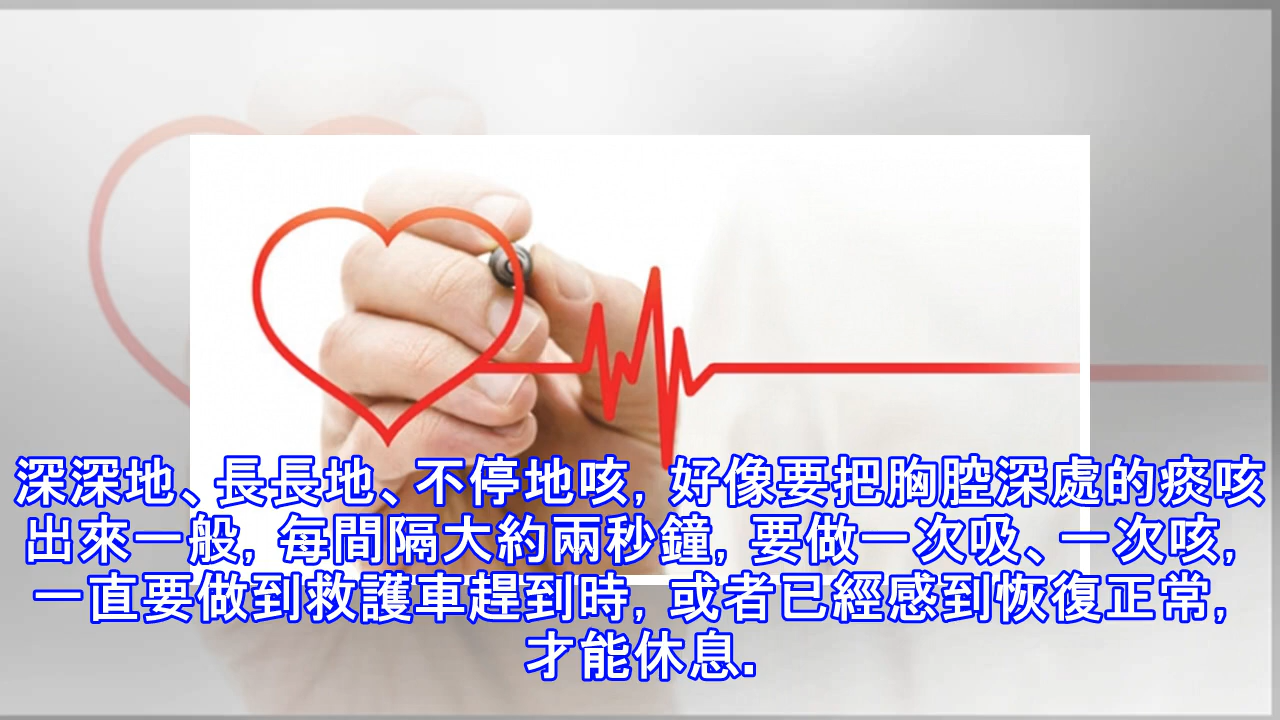 深深地、長長地、不停地咳, 好像要把胸腔深處的痰咳
出來一般, 每間隔大約兩秒鐘, 要做一次吸、一次咳,
一直要做到救護車趕到時, 或者已經感到恢復正常,
才能休息.